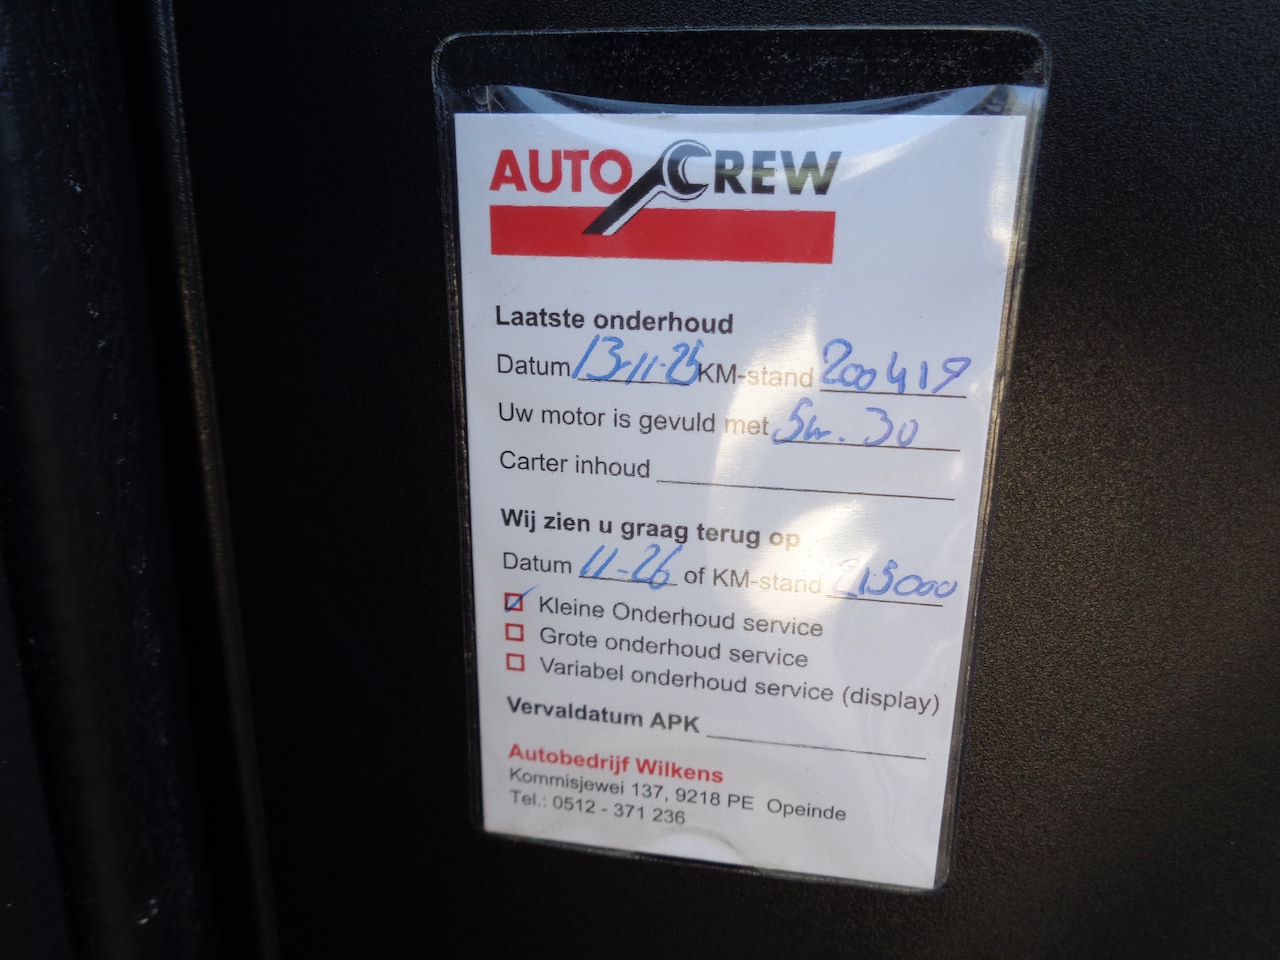 AUTO CREW
Laatste onderhoud
Datum 13-11-25 KM-stand 200419
Uw motor is gevuld met 5w. 30
Carter inhoud
Wij zien u graag terug op
Datum 11-26 of KM-stand 215000
Kleine Onderhoud service
Grote onderhoud service
Variabel onderhoud service (display)
Vervaldatum APK
Autobedrijf Wilkens
Kommisjewei 137, 9218 PE Opeinde
Tel.: 0512 - 371 236